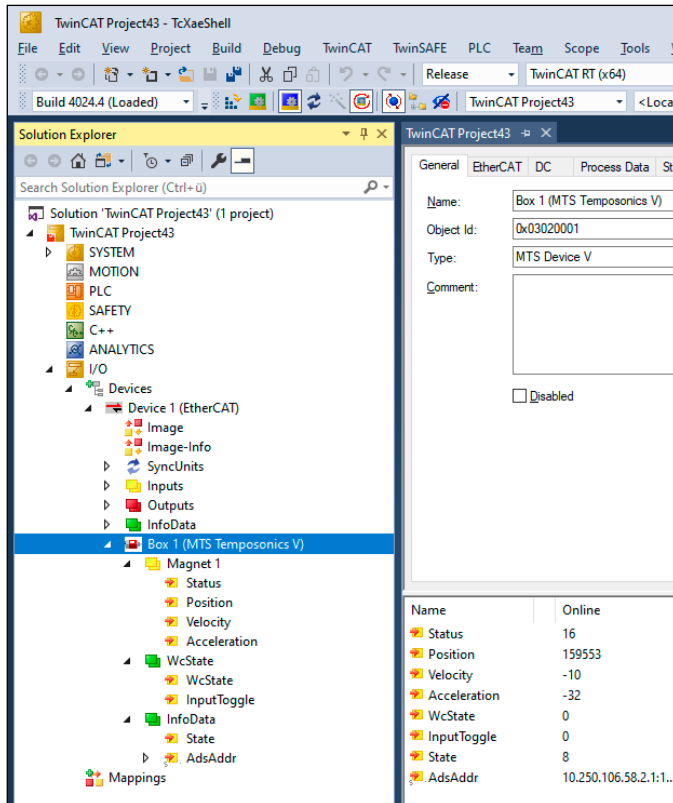 TwinCAT Project43 - TcXaeShell
File Edit View Project Build Debug TwinCAT TwinSAFE PLC Team Scope Tools
Release TwinCAT RT (x64)
Build 4024.4 (Loaded) TwinCAT Project43 <Loca
Solution Explorer
Search Solution Explorer (Ctrl+ü)
Solution 'TwinCAT Project43' (1 project)
TwinCAT Project43
SYSTEM
MOTION
PLC
SAFETY
C++
ANALYTICS
I/O
Devices
Device 1 (EtherCAT)
Image
Image-Info
SyncUnits
Inputs
Outputs
InfoData
Box 1 (MTS Temposonics V)
Magnet 1
Status
Position
Velocity
Acceleration
WcState
WcState
InputToggle
InfoData
State
AdsAddr
Mappings
TwinCAT Project43
General EtherCAT DC Process Data St
Name: Box 1 (MTS Temposonics V)
Object Id: 0x03020001
Type: MTS Device V
Comment:
Disabled
Name Online
Status 16
Position 159553
Velocity -10
Acceleration -32
WcState 0
InputToggle 0
State 8
AdsAddr 10.250.106.58.2.1:1...